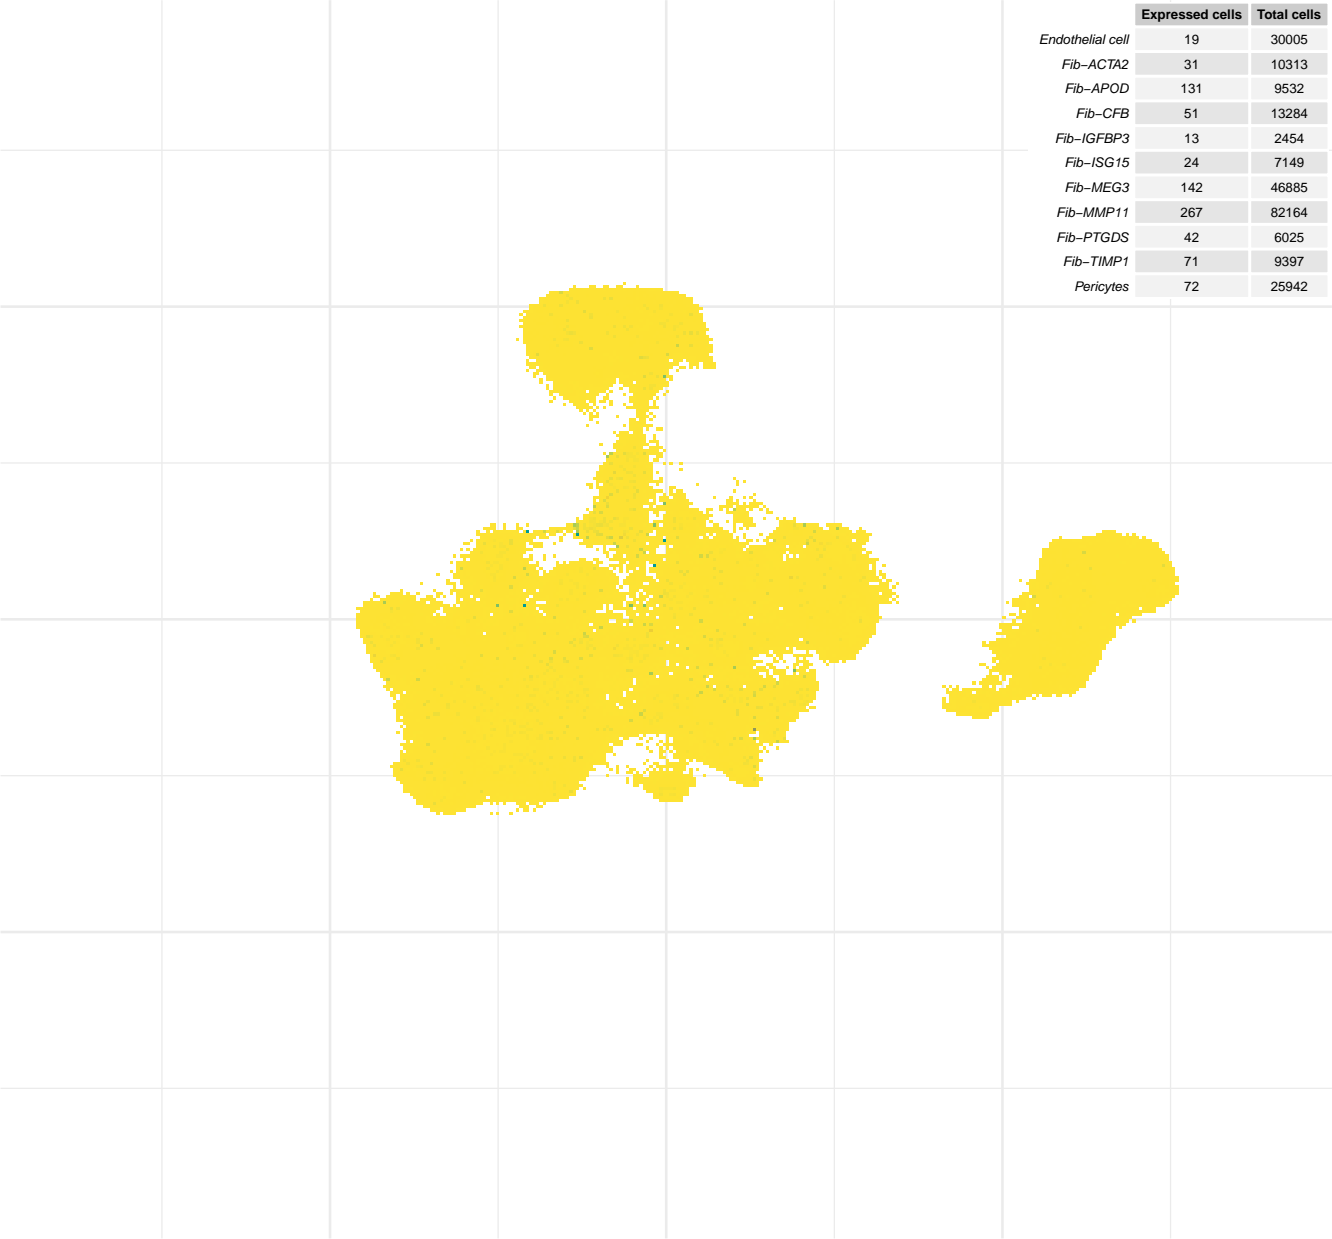 Expressed cells Total cells
Endothelial cell 19 30005
Fib−ACTA2 31 10313
Fib−APOD 131 9532
Fib−CFB 51 13284
Fib−IGFBP3 13 2454
Fib−ISG15 24 7149
Fib−MEG3 142 46885
Fib−MMP11 267 82164
Fib−PTGDS 42 6025
Fib−TIMP1 71 9397
Pericytes 72 25942